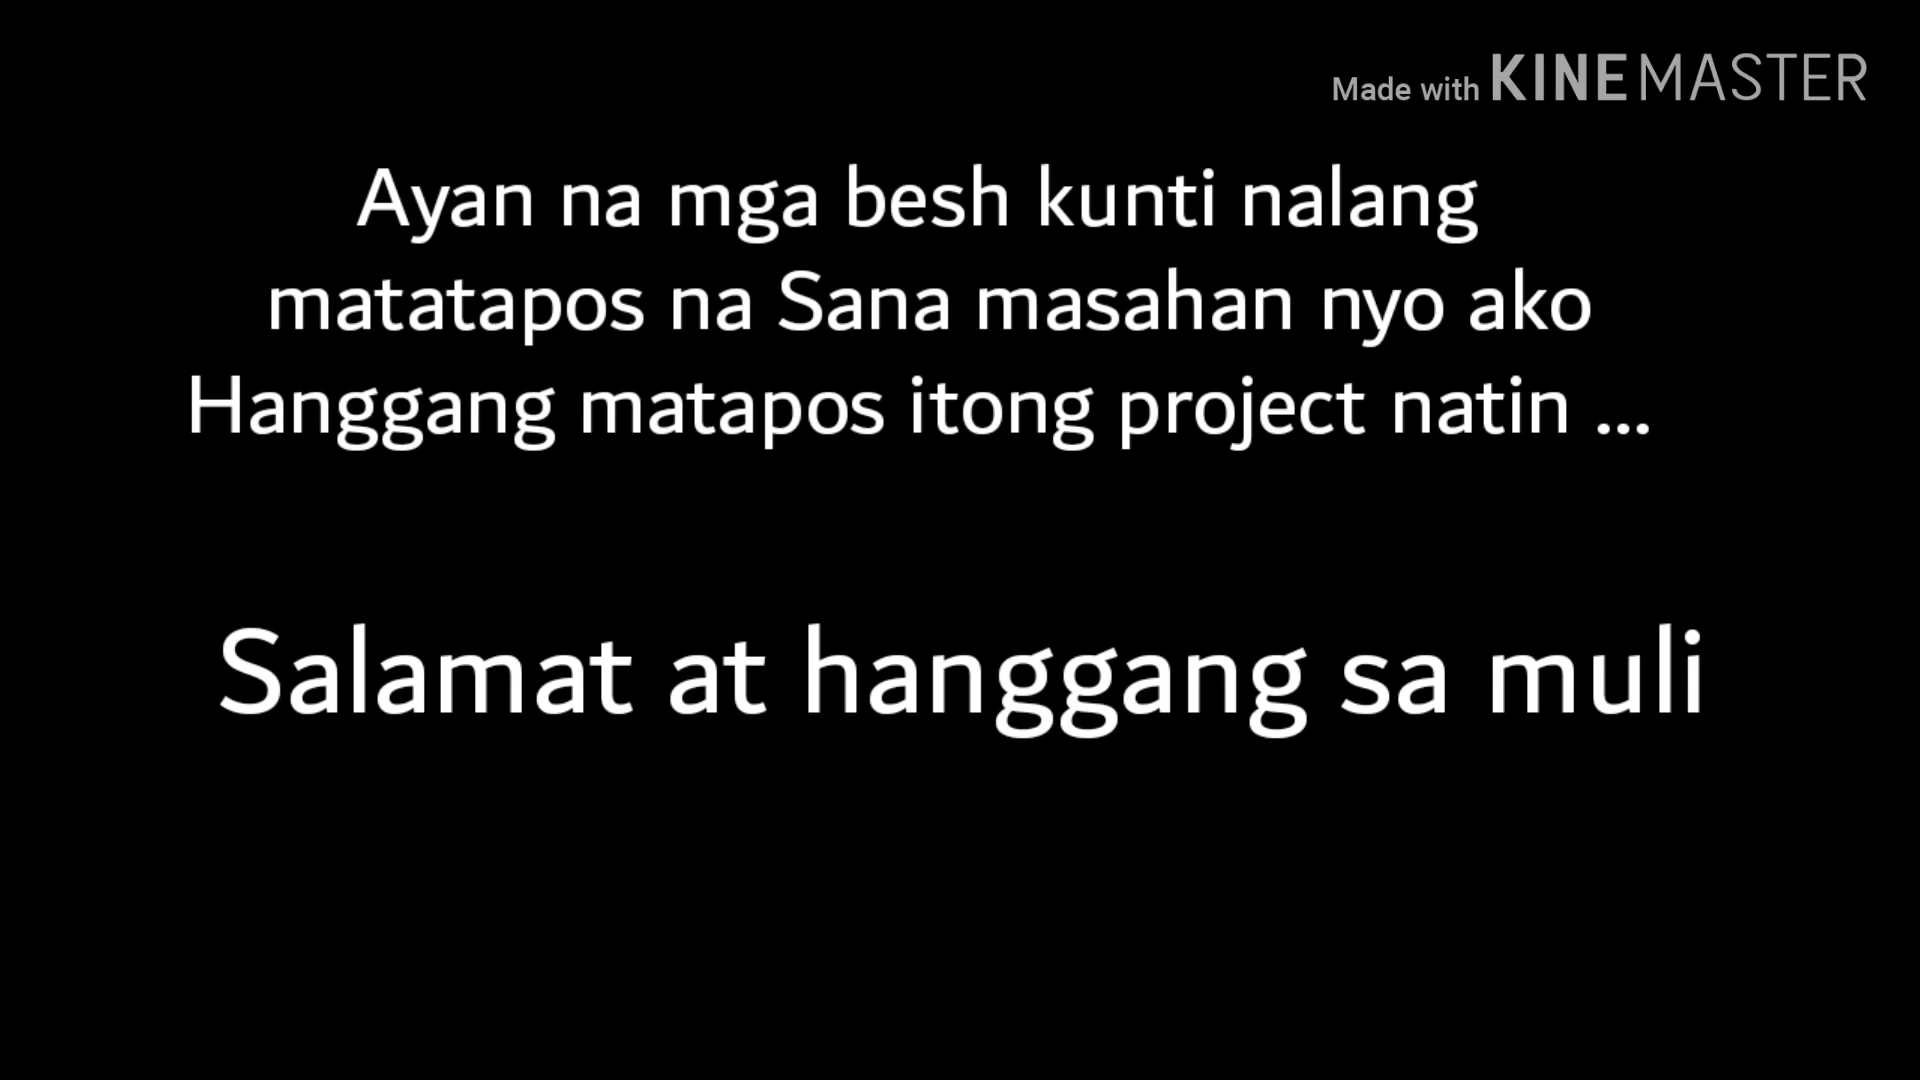 Made with KINEMASTER
Ayan na mga besh kunti nalang
matatapos na Sana masahan nyo ako
Hanggang matapos itong project natin ...
Salamat at hanggang sa muli